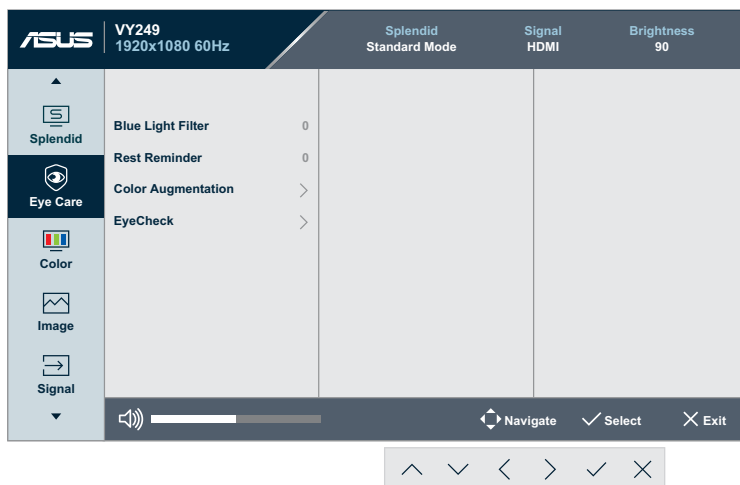 ASUS
VY249
1920x1080 60Hz
Splendid
Standard Mode
Signal
HDMI
Brightness
90
Splendid
Eye Care
Color
Image
Signal
Blue Light Filter 0
Rest Reminder 0
Color Augmentation
EyeCheck
Navigate
Select
Exit